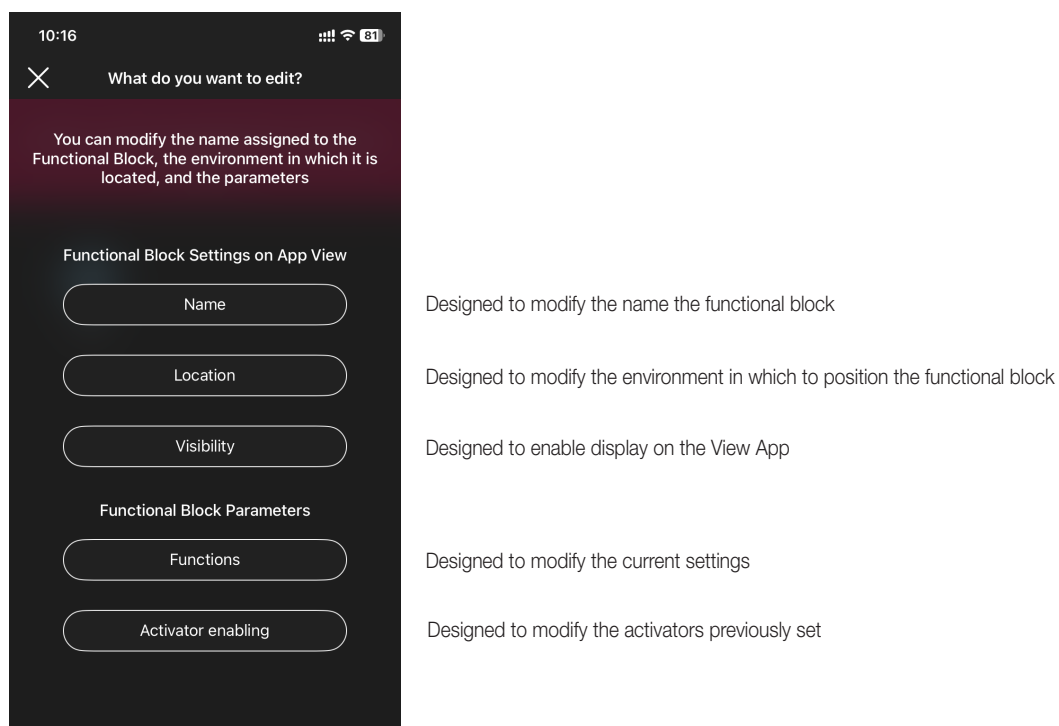 10:16
81
What do you want to edit?
You can modify the name assigned to the
Functional Block, the environment in which it is
located, and the parameters
Functional Block Settings on App View
Name
Designed to modify the name the functional block
Location
Designed to modify the environment in which to position the functional block
Visibility
Designed to enable display on the View App
Functional Block Parameters
Functions
Designed to modify the current settings
Activator enabling
Designed to modify the activators previously set